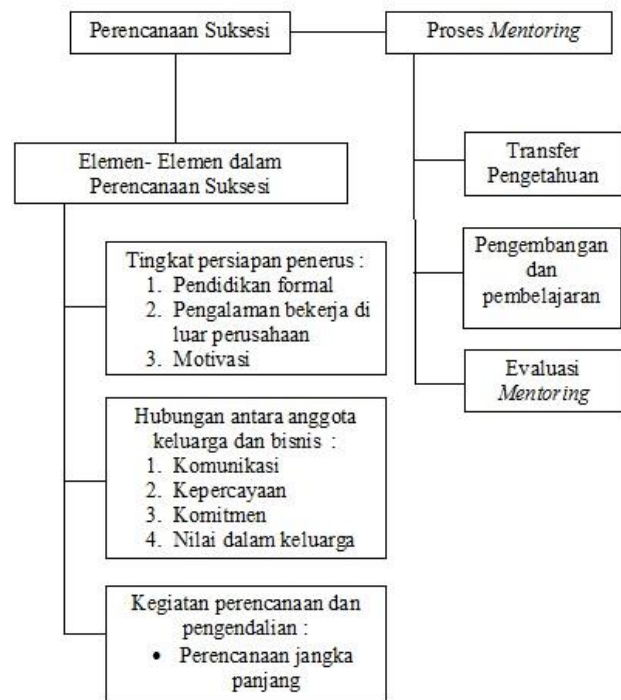 Perencanaan Suksesi
Proses Mentoring
Elemen- Elemen dalam
Perencanaan Suksesi
Tingkat persiapan penerus :
1. Pendidikan formal
2. Pengalaman bekerja di
luar perusahaan
3. Motivasi
Hubungan antara anggota
keluarga dan bisnis :
1. Komunikasi
2. Kepercayaan
3. Komitmen
4. Nilai dalam keluarga
Kegiatan perencanaan dan
pengendalian :
• Perencanaan jangka
panjang
Transfer
Pengetahuan
Pengembangan
dan
pembelajaran
Evaluasi
Mentoring